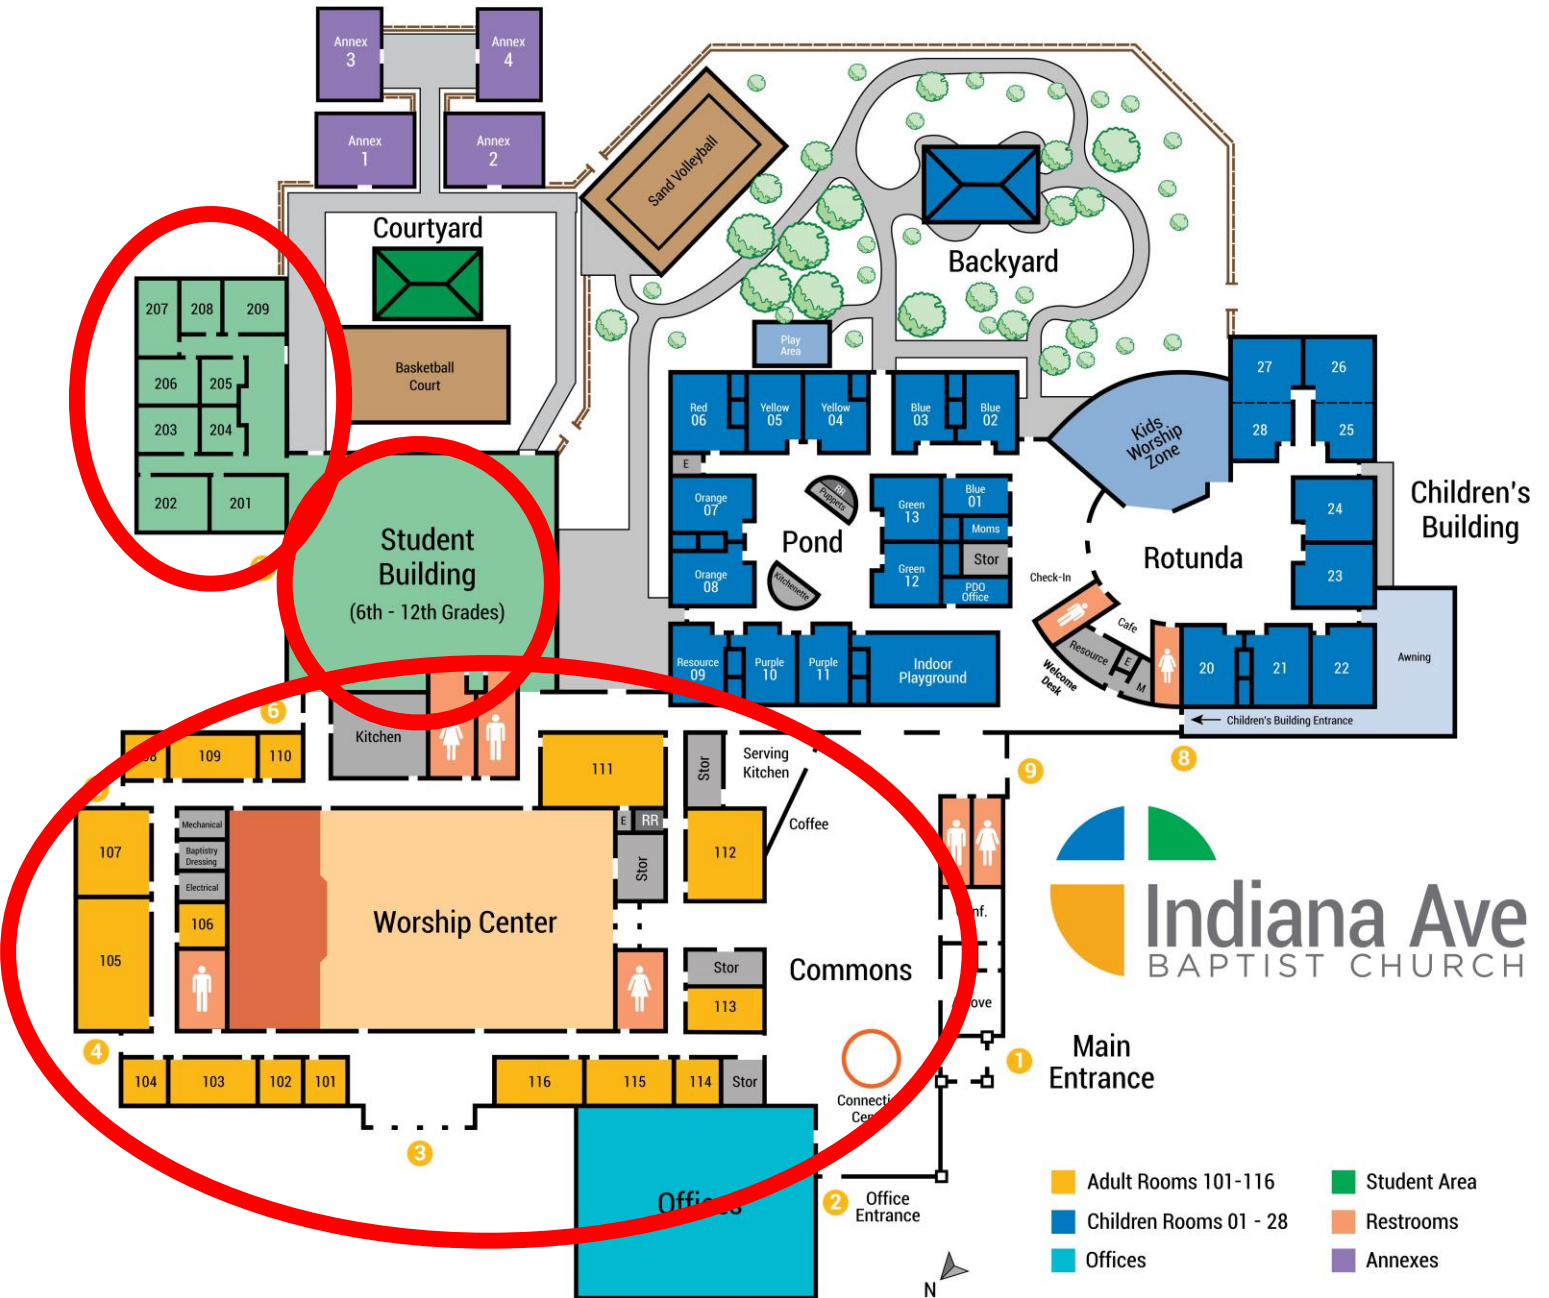 Annex
3
Annex
4
Annex
1
Annex
2
Sand Volleyball
Courtyard
Backyard
Basketball
Court
Play
Area
207
208
209
206
205
203
204
202
201
Student
Building
(6th - 12th Grades)
Red
06
Yellow
05
Yellow
04
Blue
03
Blue
02
E
Orange
07
Orange
08
RR
Puppets
Pond
Kitchenette
Green
13
Green
12
Blue
01
Moms
Stor
PDO
Office
Resource
09
Purple
10
Purple
11
Indoor
Playground
Kids
Worship
Zone
27
26
28
25
24
23
Children's
Building
Rotunda
Check-In
Cafe
Resource
E
M
Welcome
Desk
20
21
22
Awning
Children's Building Entrance
6
8
9
Kitchen
109
110
111
Stor
Serving
Kitchen
Coffee
107
Mechanical
Baptistry
Dressing
Electrical
106
105
Worship Center
E
RR
Stor
112
Stor
113
Commons
4
104
103
102
101
3
116
115
114
Stor
1
Main
Entrance
Offices
2
Office
Entrance
N
Indiana Ave
BAPTIST CHURCH
Adult Rooms 101-116
Children Rooms 01 - 28
Offices
Student Area
Restrooms
Annexes